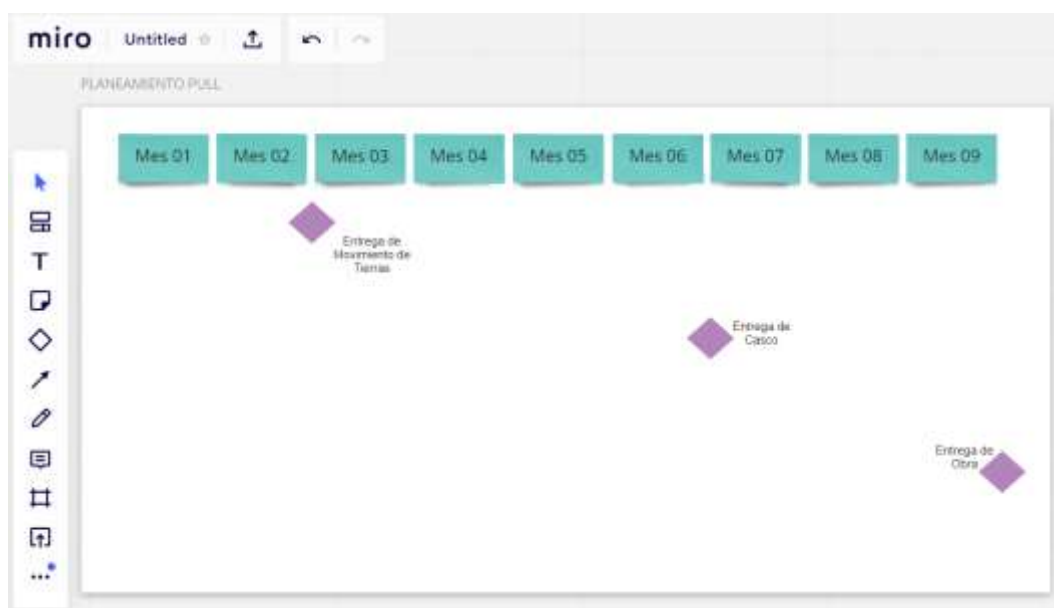 miro Untitled
PLANEAMIENTO PULL
Mes 01 Mes 02 Mes 03 Mes 04 Mes 05 Mes 06 Mes 07 Mes 08 Mes 09
Entrega de
Movimiento de
Tierras
Entrega de
Casco
Entrega de
Obra
T